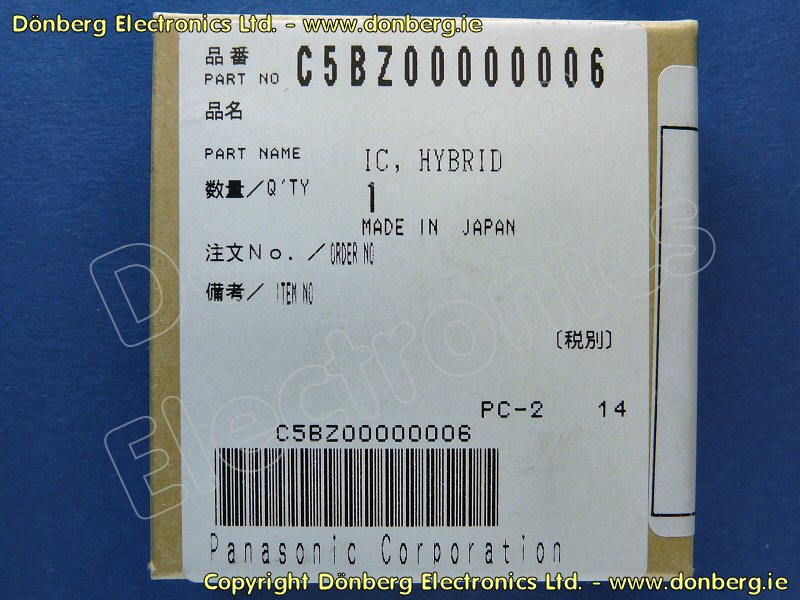 Dönberg Electronics Ltd. - www.donberg.ie
品番
PART NO C5BZ00000006
品名
PART NAME IC, HYBRID
数量/Q'TY 1
MADE IN JAPAN
注文No./ORDER NO
備考/ ITEM NO
〔税別〕
PC-2 14
C5BZ00000006
Panasonic Corporation
Dönberg Electronics
Copyright Dönberg Electronics Ltd. - www.donberg.ie